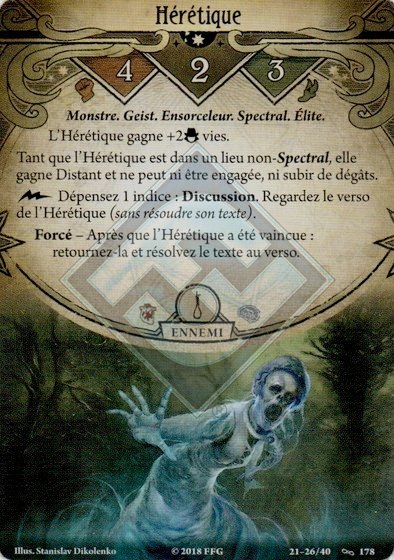 Hérétique
4 2 3
Monstre. Geist. Ensorceleur. Spectral. Élite.
L'Hérétique gagne +2 vies.
Tant que l'Hérétique est dans un lieu non-Spectral, elle
gagne Distant et ne peut ni être engagée, ni subir de dégâts.
Dépensez 1 indice : Discussion. Regardez le verso
de l'Hérétique (sans résoudre son texte).
Forcé – Après que l'Hérétique a été vaincue :
retournez-la et résolvez le texte au verso.
ENNEMI
Illus. Stanislav Dikolenko © 2018 FFG 21-26/40 178